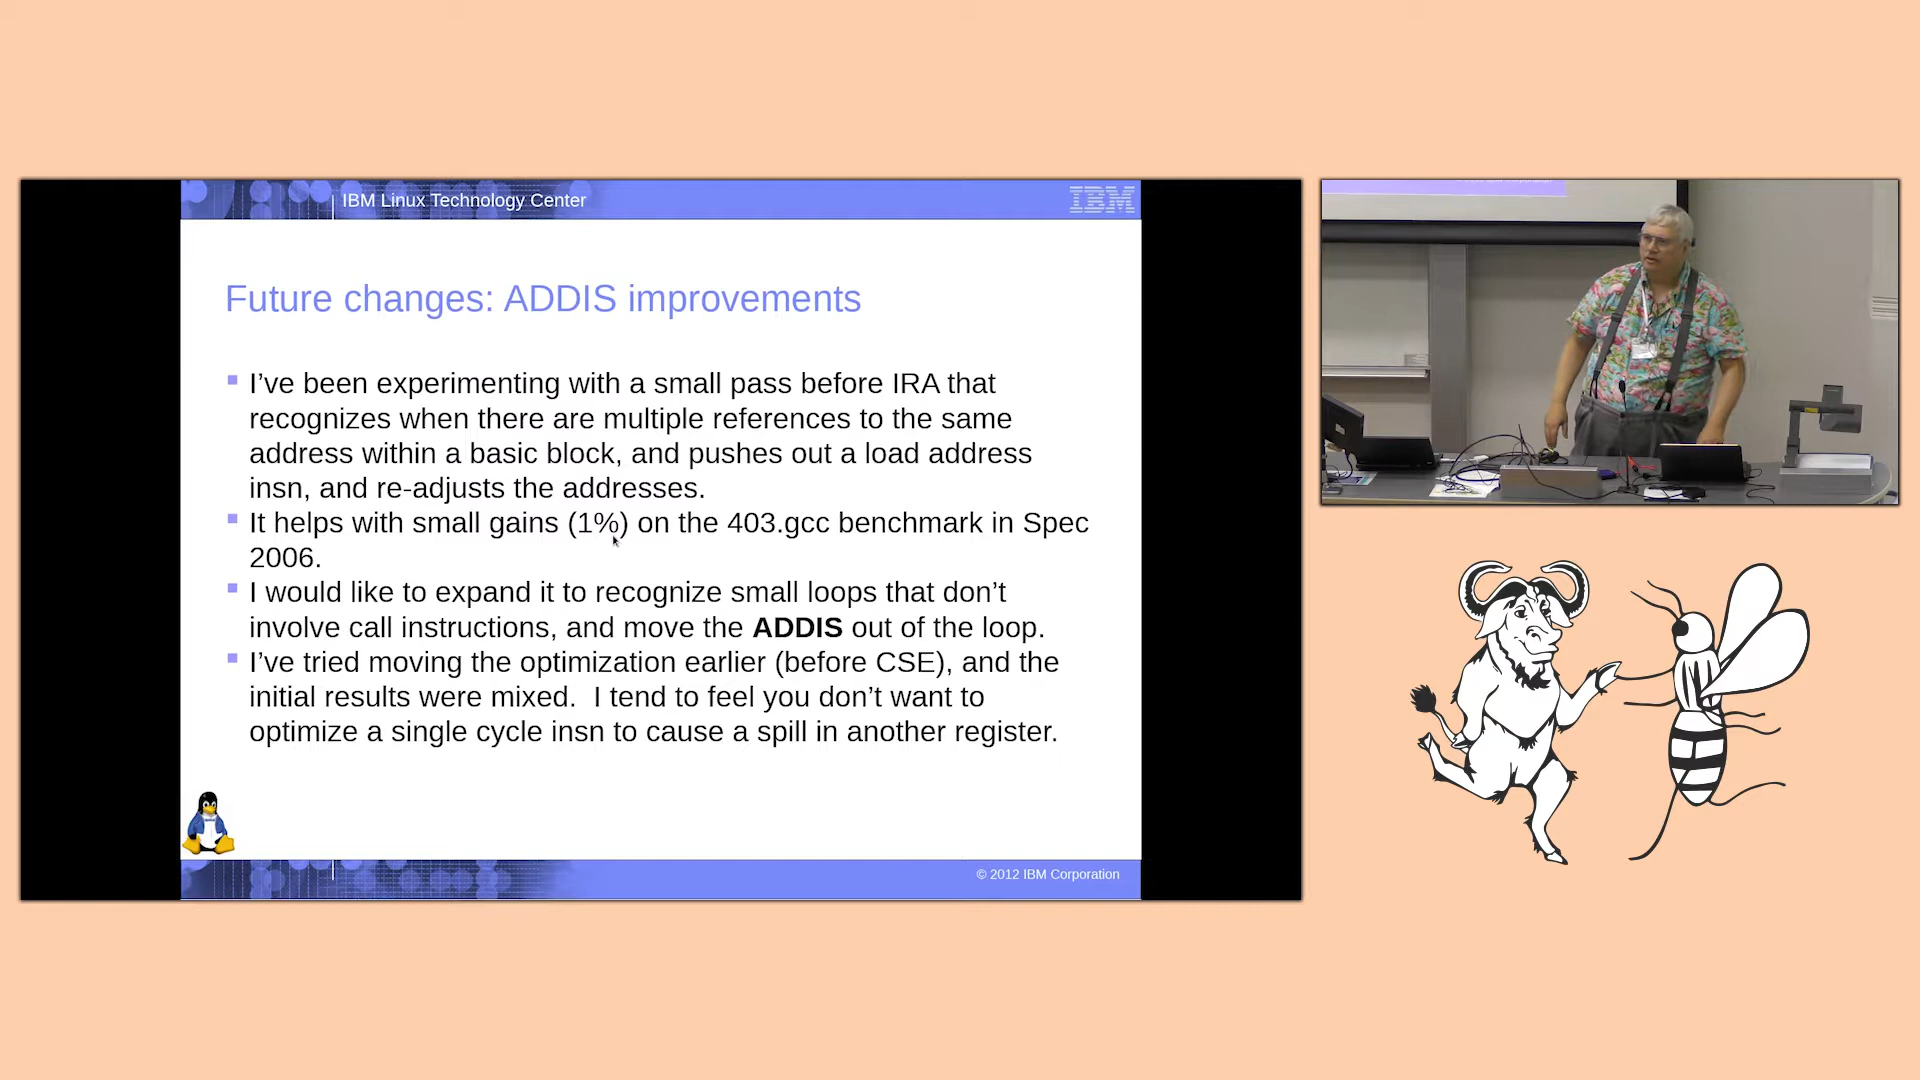 IBM Linux Technology Center
IBM
Future changes: ADDIS improvements
I’ve been experimenting with a small pass before IRA that
recognizes when there are multiple references to the same
address within a basic block, and pushes out a load address
insn, and re-adjusts the addresses.
It helps with small gains (1%) on the 403.gcc benchmark in Spec
2006.
I would like to expand it to recognize small loops that don’t
involve call instructions, and move the ADDIS out of the loop.
I’ve tried moving the optimization earlier (before CSE), and the
initial results were mixed.  I tend to feel you don’t want to
optimize a single cycle insn to cause a spill in another register.
© 2012 IBM Corporation